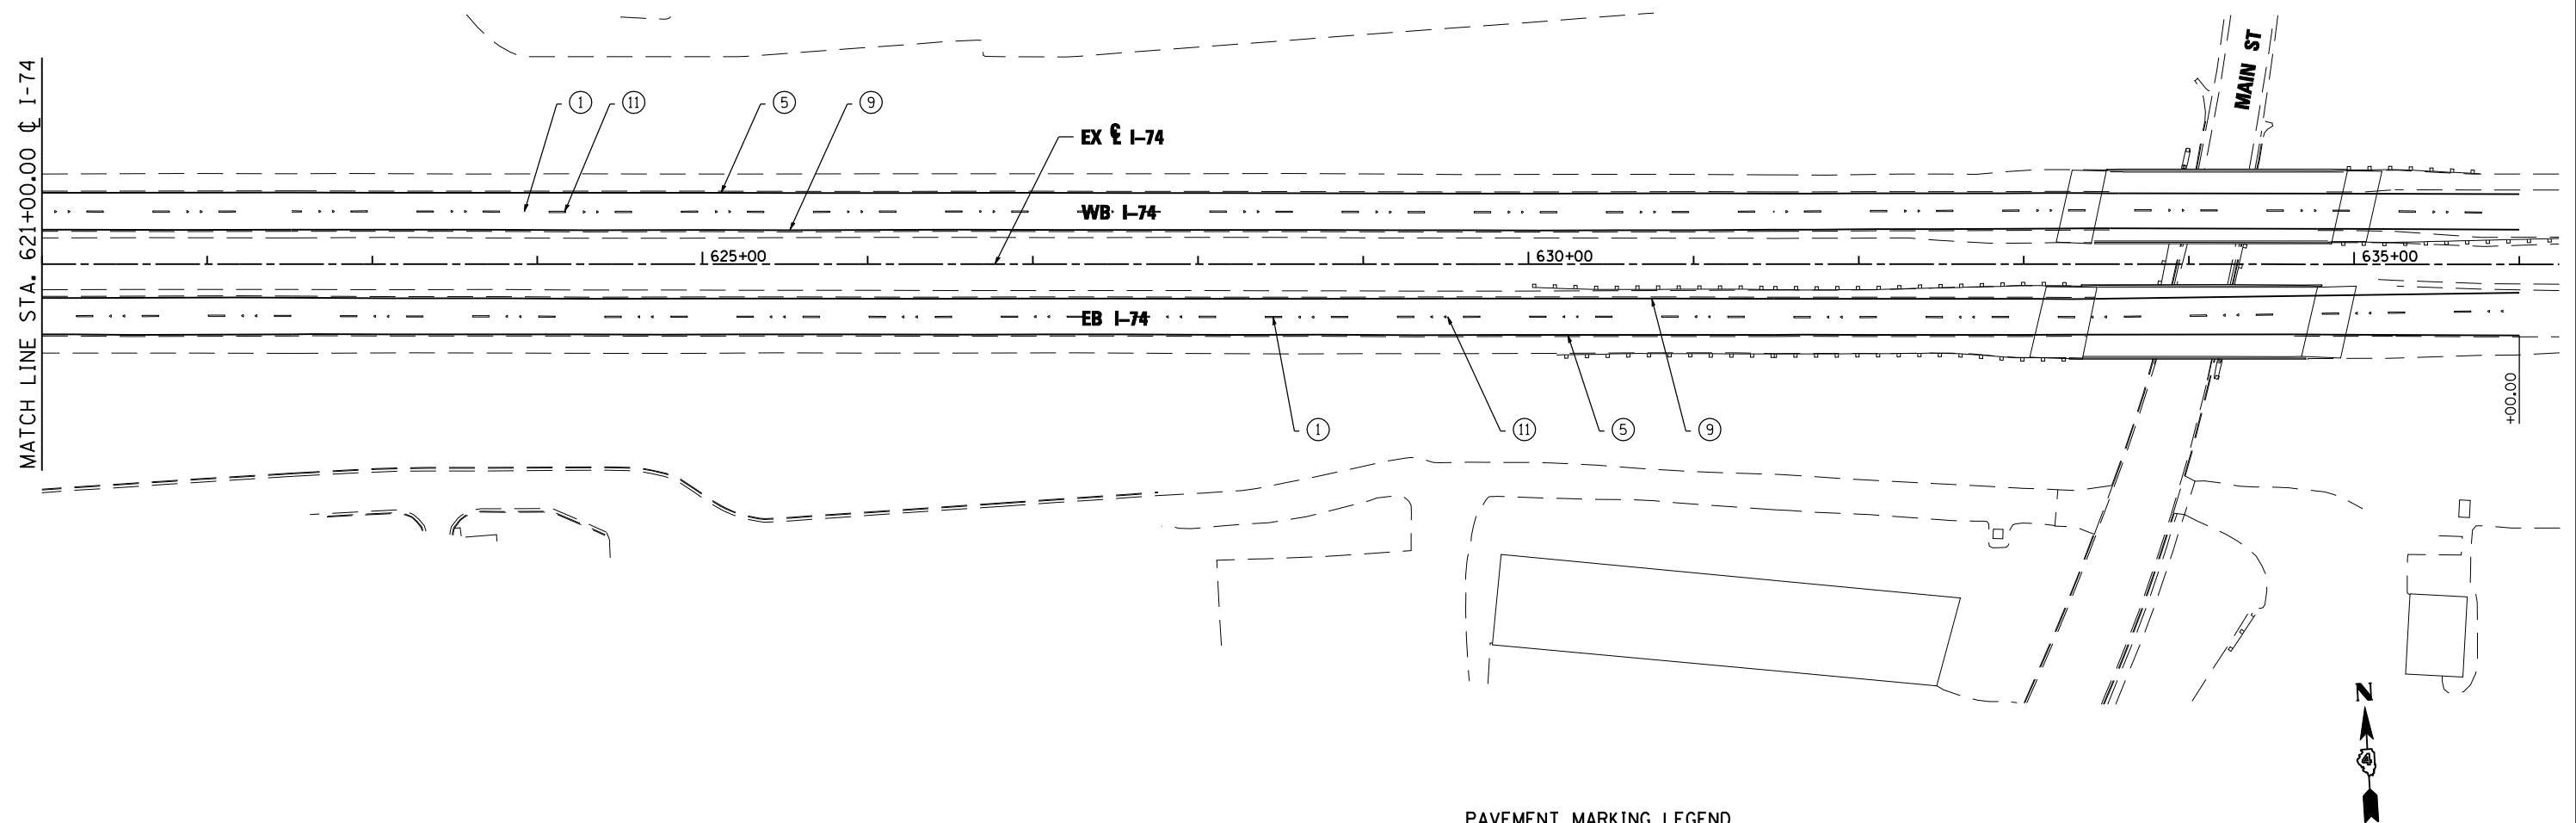 MATCH LINE STA. 621+00.00 ℄ I-74
MAIN ST
1
11
5
9
EX ℄ I-74
WB I-74
625+00
630+00
635+00
EB I-74
+00.00
1
11
5
9
N
4
PAVEMENT MARKING LEGEND